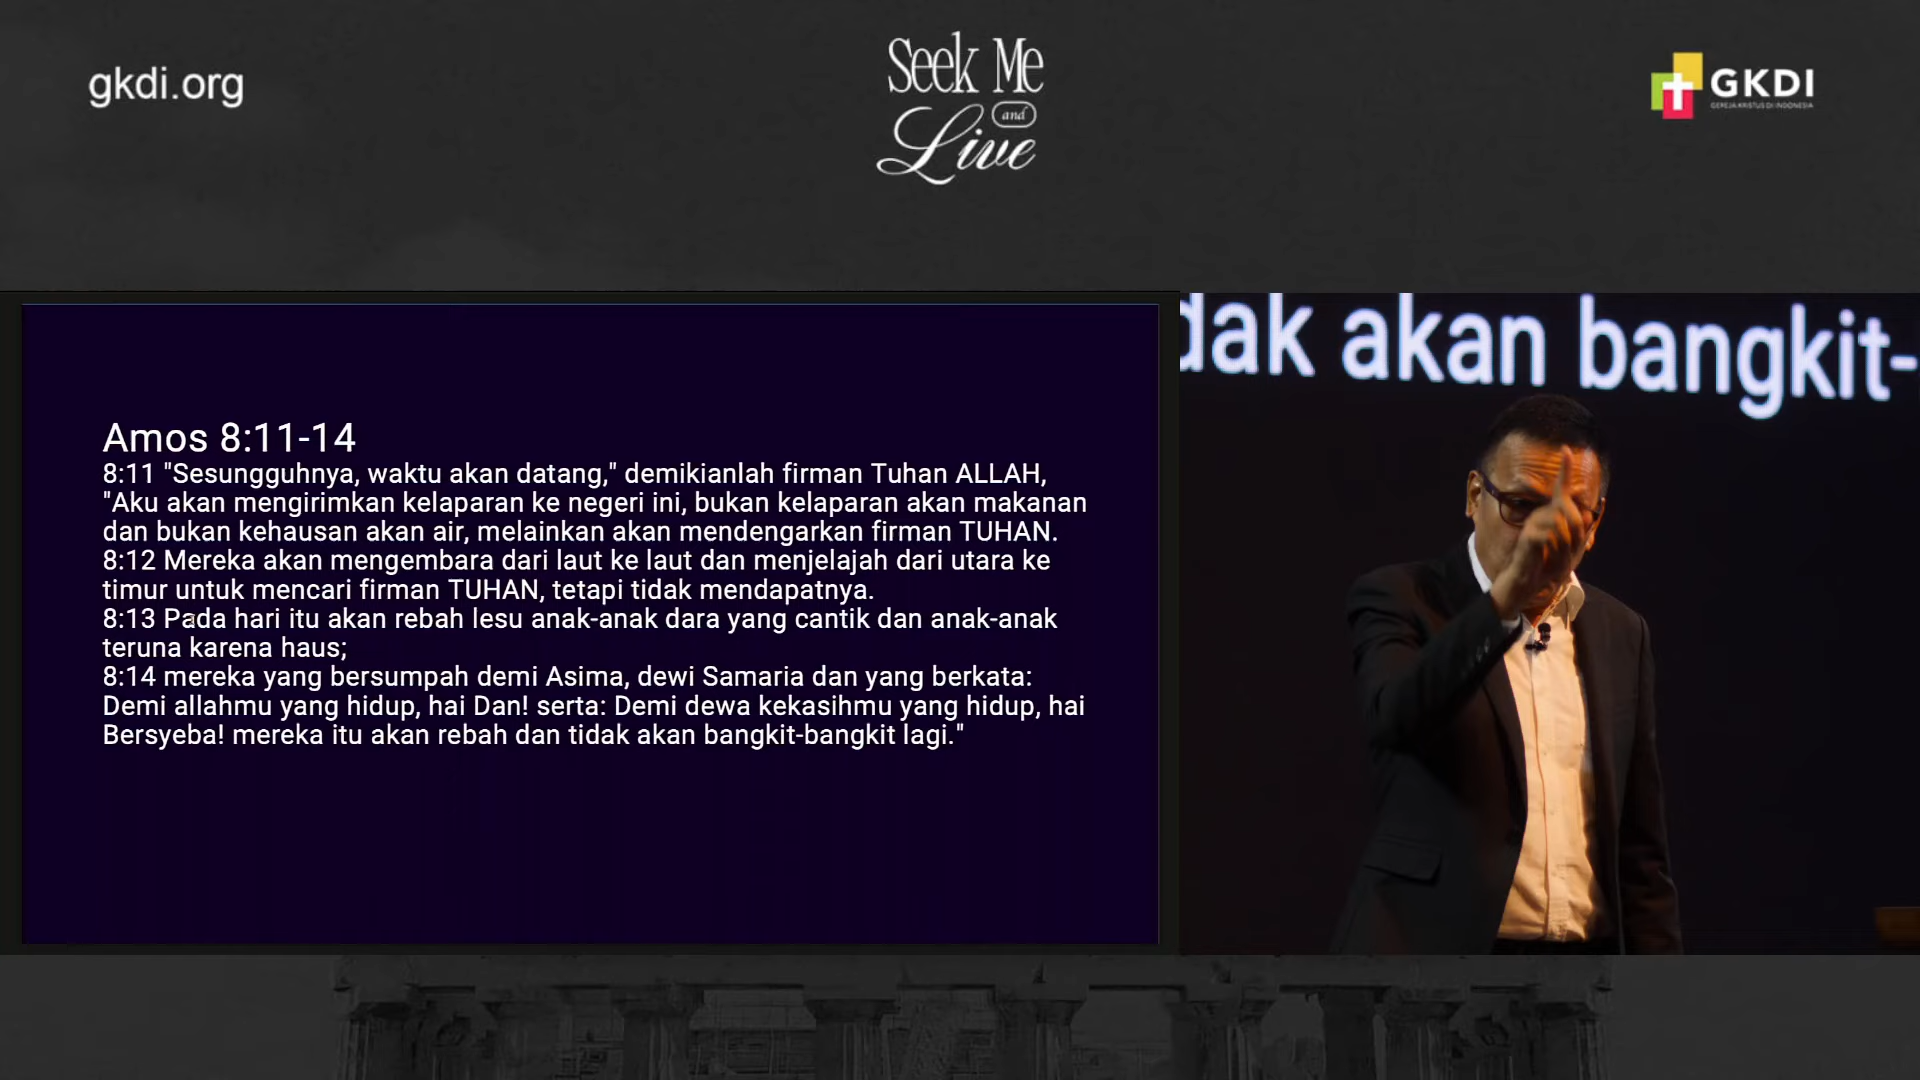 gkdi.org
Seek Me
and
Live
GKDI
GEREJA KRISTUS DI INDONESIA
Amos 8:11-14
8:11 "Sesungguhnya, waktu akan datang," demikianlah firman Tuhan ALLAH,
"Aku akan mengirimkan kelaparan ke negeri ini, bukan kelaparan akan makanan
dan bukan kehausan akan air, melainkan akan mendengarkan firman TUHAN.
8:12 Mereka akan mengembara dari laut ke laut dan menjelajah dari utara ke
timur untuk mencari firman TUHAN, tetapi tidak mendapatnya.
8:13 Pada hari itu akan rebah lesu anak-anak dara yang cantik dan anak-anak
teruna karena haus;
8:14 mereka yang bersumpah demi Asima, dewi Samaria dan yang berkata:
Demi allahmu yang hidup, hai Dan! serta: Demi dewa kekasihmu yang hidup, hai
Bersyeba! mereka itu akan rebah dan tidak akan bangkit-bangkit lagi."
dak akan bangkit-